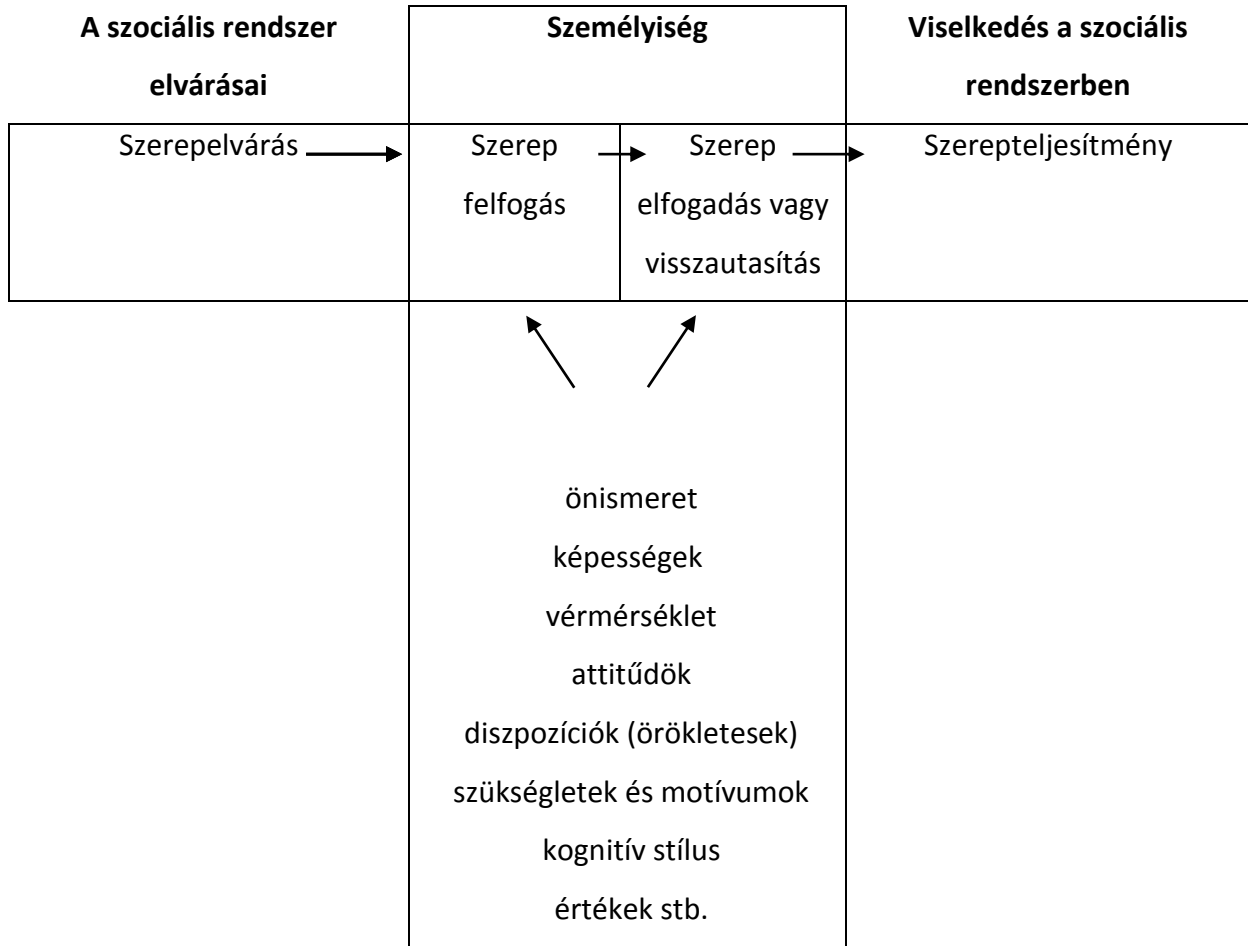 A szociális rendszer
elvárásai
Személyiség
Viselkedés a szociális
rendszerben
Szerepelvárás
Szerep
felfogás
Szerep
elfogadás vagy
visszautasítás
Szerepteljesítmény
önismeret
képességek
vérmérséklet
attitűdök
diszpozíciók (örökletesek)
szükségletek és motívumok
kognitív stílus
értékek stb.